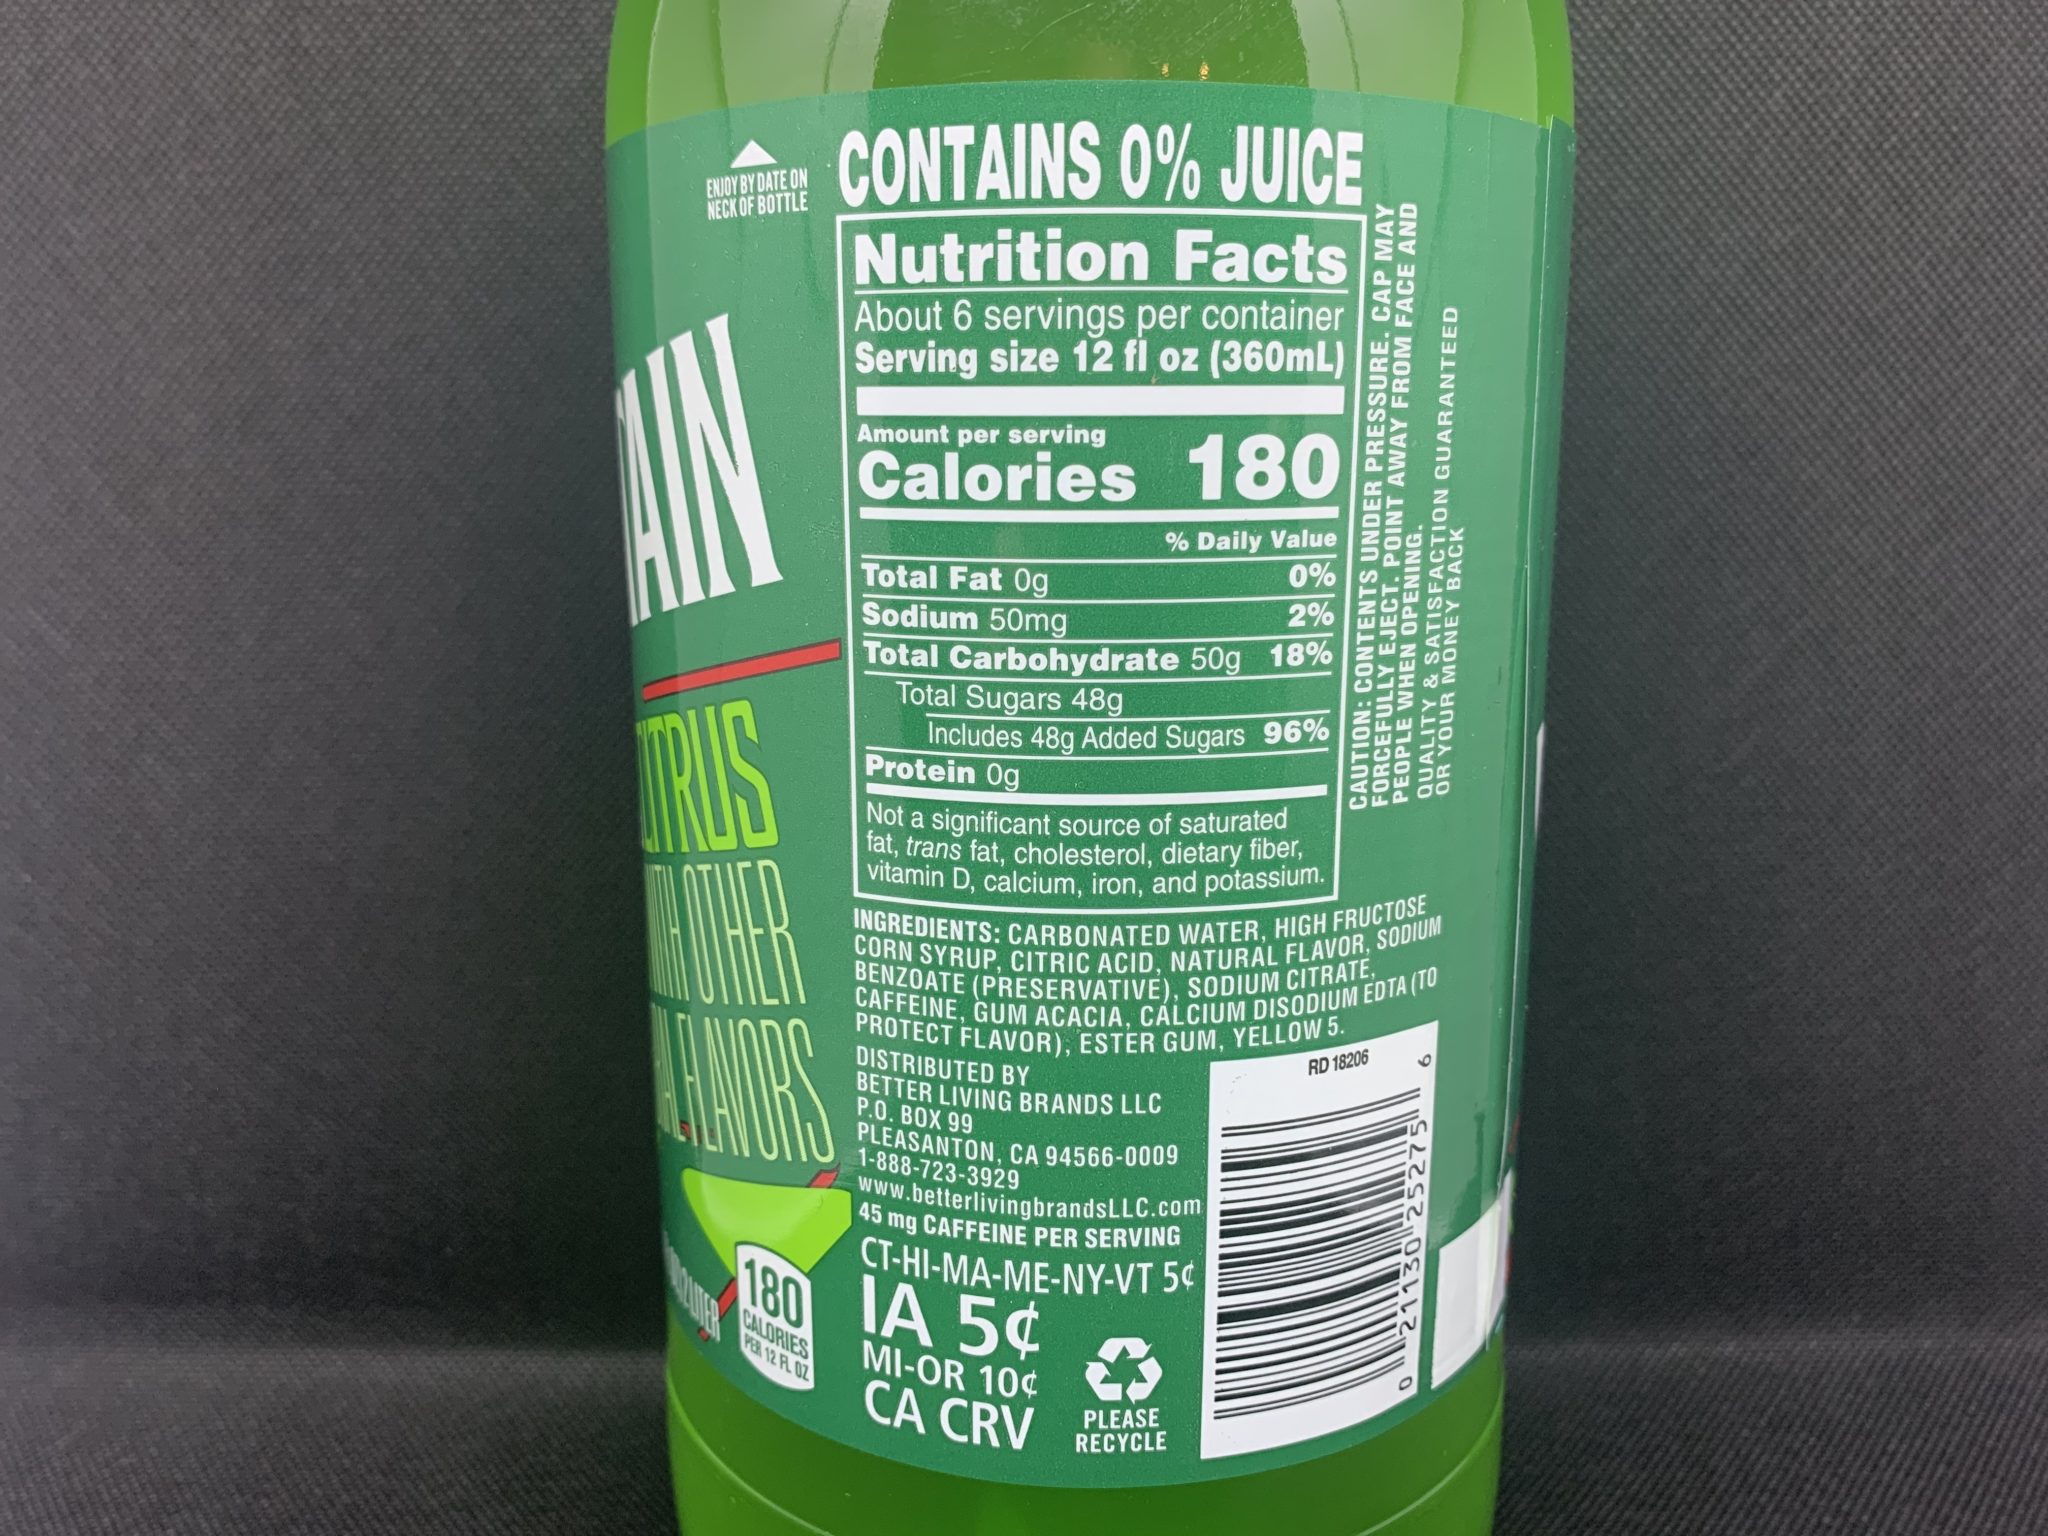 ENJOY BY DATE ON
NECK OF BOTTLE
CONTAINS 0% JUICE
Nutrition Facts
About 6 servings per container
Serving size 12 fl oz (360mL)
Amount per serving
Calories 180
% Daily Value
Total Fat 0g 0%
Sodium 50mg 2%
Total Carbohydrate 50g 18%
Total Sugars 48g
Includes 48g Added Sugars 96%
Protein 0g
Not a significant source of saturated
fat, trans fat, cholesterol, dietary fiber,
vitamin D, calcium, iron, and potassium.
CAUTION: CONTENTS UNDER PRESSURE. CAP MAY
FORCEFULLY EJECT. POINT AWAY FROM FACE AND
PEOPLE WHEN OPENING.
QUALITY & SATISFACTION GUARANTEED
OR YOUR MONEY BACK
INGREDIENTS: CARBONATED WATER, HIGH FRUCTOSE
CORN SYRUP, CITRIC ACID, NATURAL FLAVOR, SODIUM
BENZOATE (PRESERVATIVE), SODIUM CITRATE,
CAFFEINE, GUM ACACIA, CALCIUM DISODIUM EDTA (TO
PROTECT FLAVOR), ESTER GUM, YELLOW 5.
DISTRIBUTED BY
BETTER LIVING BRANDS LLC
P.O. BOX 99
PLEASANTON, CA 94566-0009
1-888-723-3929
www.betterlivingbrandsLLC.com
45 mg CAFFEINE PER SERVING
CT-HI-MA-ME-NY-VT 5¢
IA 5¢
MI-OR 10¢
CA CRV
PLEASE
RECYCLE
RD 18206
0 21130 25275 6
AIN
CITRUS
WITH OTHER
FLAVORS
180
CALORIES
PER 12 FL OZ